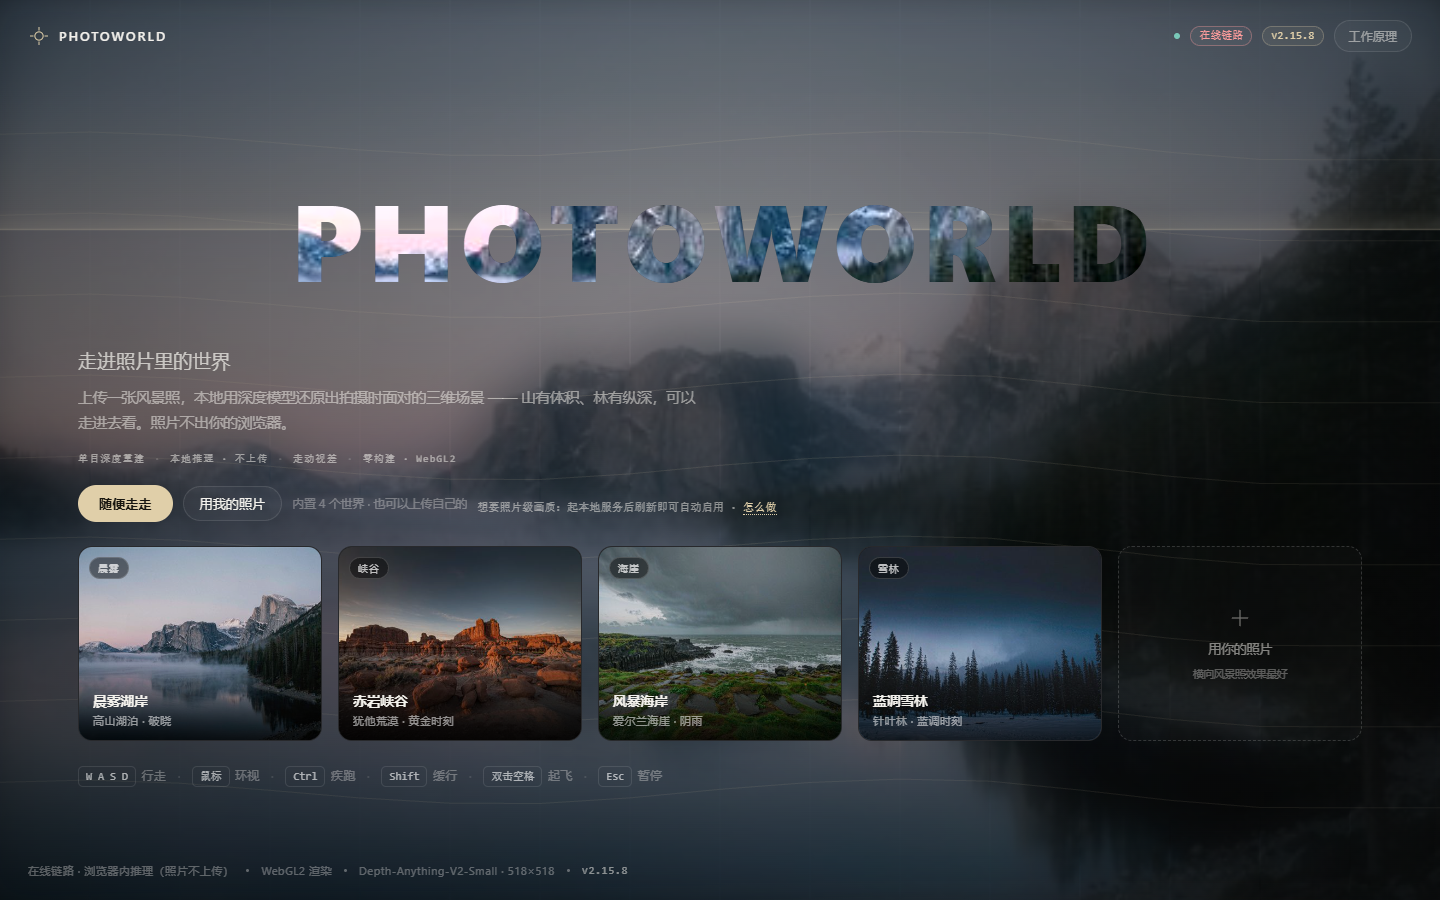 PHOTOWORLD
在线链路
v2.15.8
工作原理
PHOTOWORLD
走进照片里的世界
上传一张风景照，本地用深度模型还原出拍摄时面对的三维场景 —— 山有体积、林有纵深，可以
走进去看。照片不出你的浏览器。
单目深度重建 · 本地推理 · 不上传 · 走动视差 · 零构建 · WebGL2
随便走走
用我的照片
内置 4 个世界 · 也可以上传自己的
想要照片级画质：起本地服务后刷新即可自动启用 · 怎么做
晨雾
晨雾湖岸
高山湖泊 · 破晓
峡谷
赤岩峡谷
犹他荒漠 · 黄金时刻
海崖
风暴海岸
爱尔兰海崖 · 阴雨
雪林
蓝调雪林
针叶林 · 蓝调时刻
用你的照片
横向风景照效果最好
W A S D 行走 · 鼠标 环视 · Ctrl 疾跑 · Shift 缓行 · 双击空格 起飞 · Esc 暂停
在线链路 · 浏览器内推理（照片不上传） • WebGL2 渲染 • Depth-Anything-V2-Small · 518×518 • v2.15.8